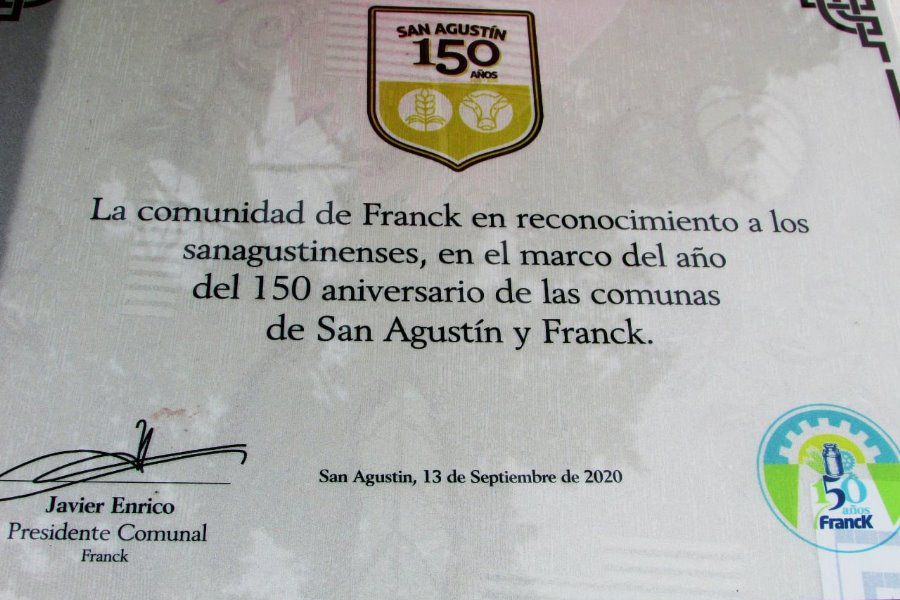 SAN AGUSTÍN
150
AÑOS
La comunidad de Franck en reconocimiento a los
sanagustinenses, en el marco del año
del 150 aniversario de las comunas
de San Agustín y Franck.
San Agustin, 13 de Septiembre de 2020
Javier Enrico
Presidente Comunal
Franck
150
años
FrancK